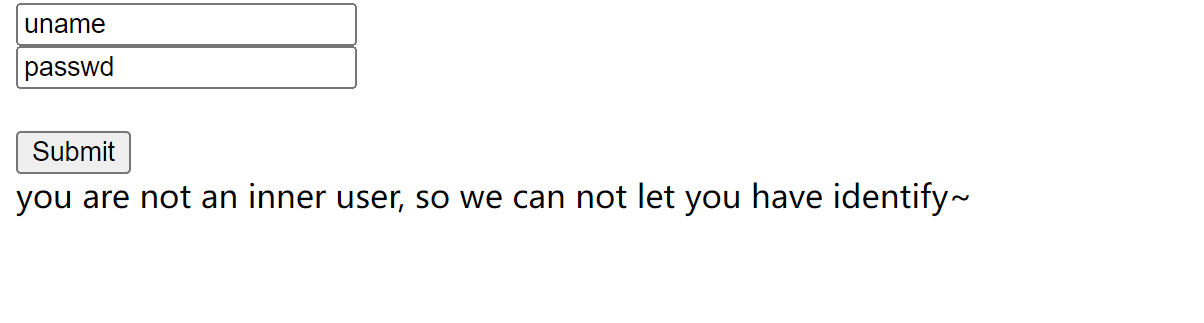 uname
passwd
Submit
you are not an inner user, so we can not let you have identify~